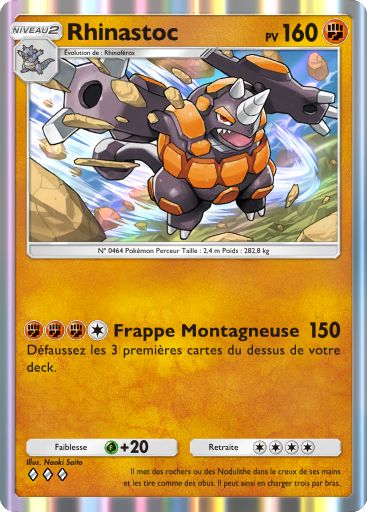 NIVEAU 2
Rhinastoc
PV 160
Évolution de : Rhinoféros
N° 0464 Pokémon Perceur Taille : 2,4 m Poids : 282,8 kg
Frappe Montagneuse 150
Défaussez les 3 premières cartes du dessus de votre
deck.
Faiblesse +20
Retraite
Illus. Naoki Saito
Il met des rochers ou des Nodulithe dans le creux de ses mains
et les tire comme des obus. Il peut ainsi en charger trois par bras.